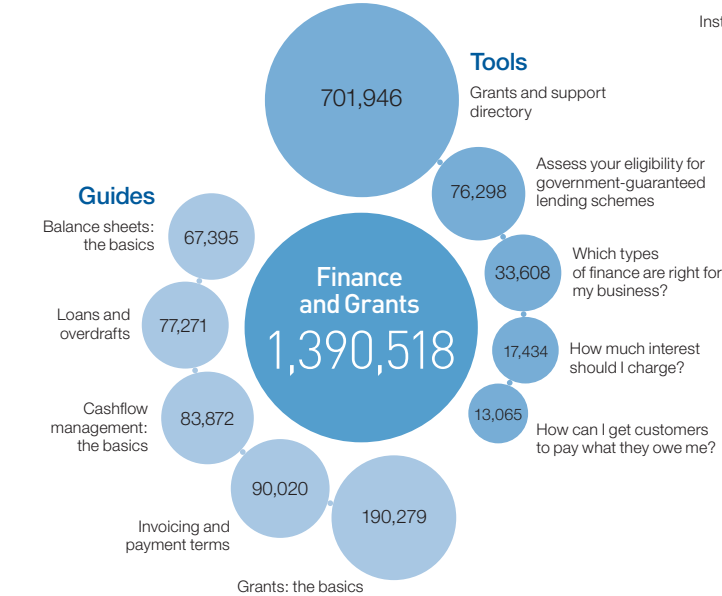 Inst
701,946
Tools
Grants and support
directory
76,298
Assess your eligibility for
government-guaranteed
lending schemes
33,608
Which types
of finance are right for
my business?
17,434
How much interest
should I charge?
13,065
How can I get customers
to pay what they owe me?
Finance
and Grants
1,390,518
Guides
Balance sheets:
the basics
67,395
Loans and
overdrafts
77,271
Cashflow
management:
the basics
83,872
90,020
Invoicing and
payment terms
190,279
Grants: the basics